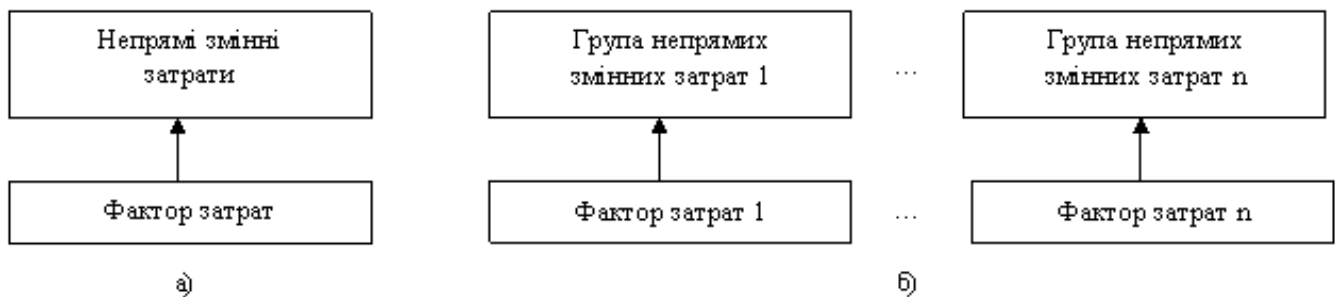 Непрямі змінні
затрати
Група непрямих
змінних затрат 1
...
Група непрямих
змінних затрат n
Фактор затрат
Фактор затрат 1
...
Фактор затрат n
а)
б)